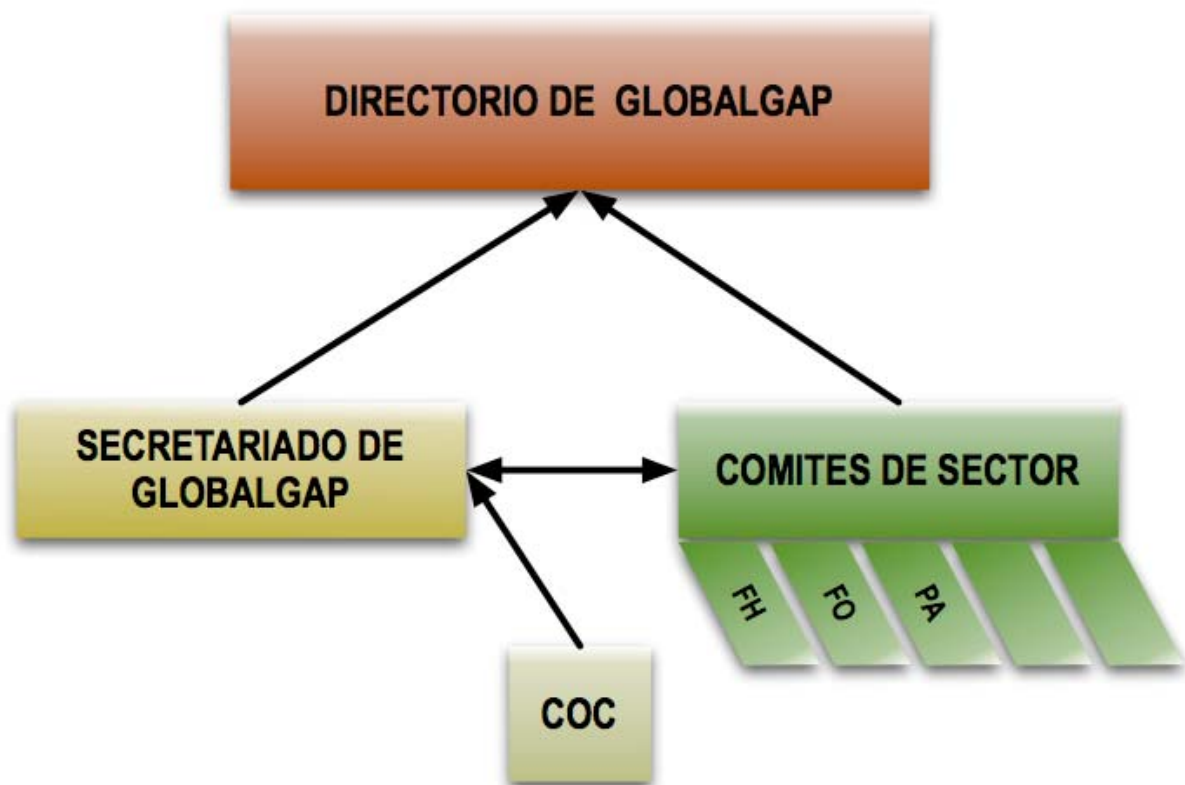 DIRECTORIO DE GLOBALGAP
SECRETARIADO DE
GLOBALGAP
COMITES DE SECTOR
FH
FO
PA
COC